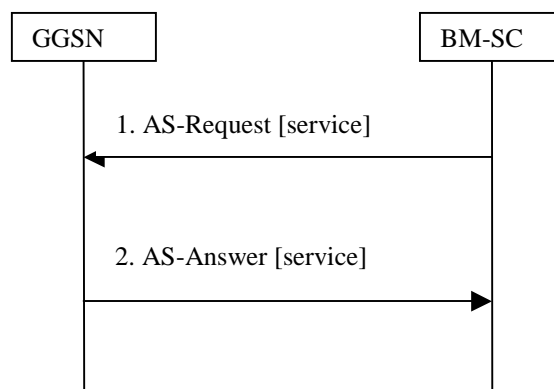 GGSN
BM-SC
1. AS-Request [service]
2. AS-Answer [service]